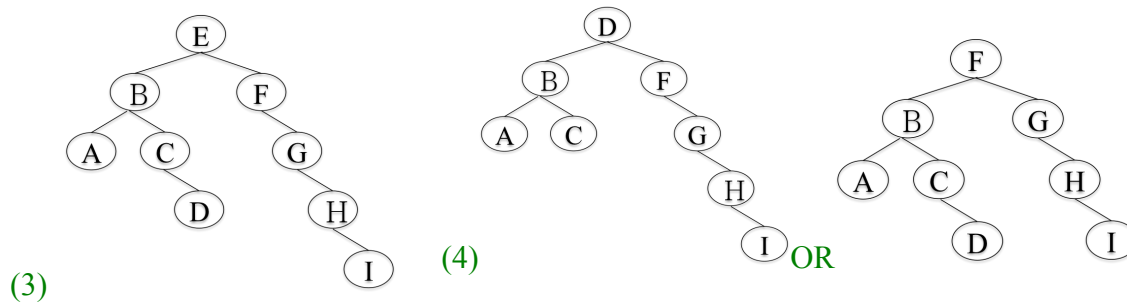 E
B F
A C G
D H
(3) I
D
B F
A C G
H
(4) I OR
F
B G
A C H
D I